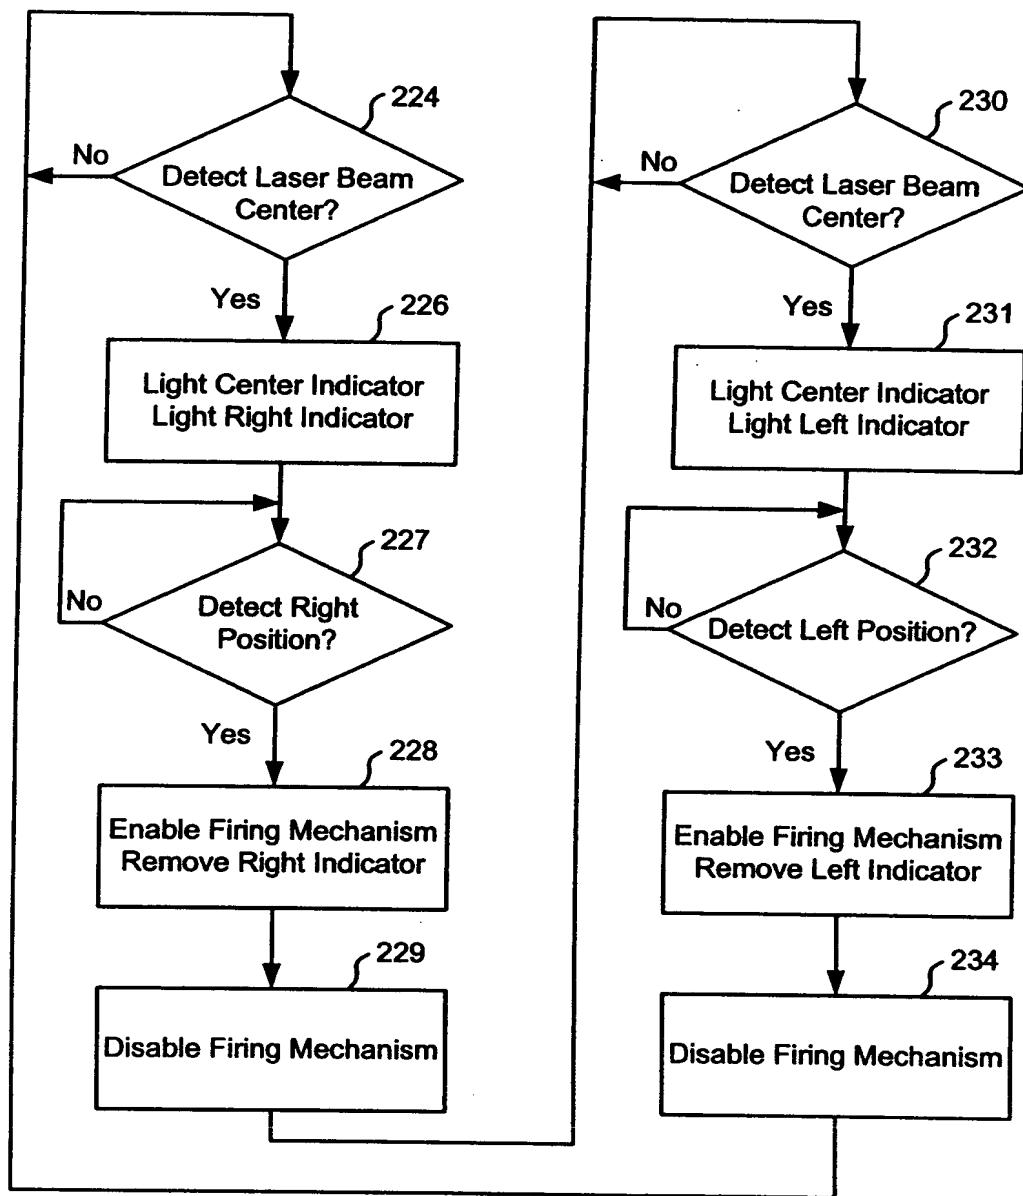 224
No
Detect Laser Beam
Center?
Yes
226
Light Center Indicator
Light Right Indicator
227
No
Detect Right
Position?
Yes
228
Enable Firing Mechanism
Remove Right Indicator
229
Disable Firing Mechanism
230
No
Detect Laser Beam
Center?
Yes
231
Light Center Indicator
Light Left Indicator
232
No
Detect Left Position?
Yes
233
Enable Firing Mechanism
Remove Left Indicator
234
Disable Firing Mechanism